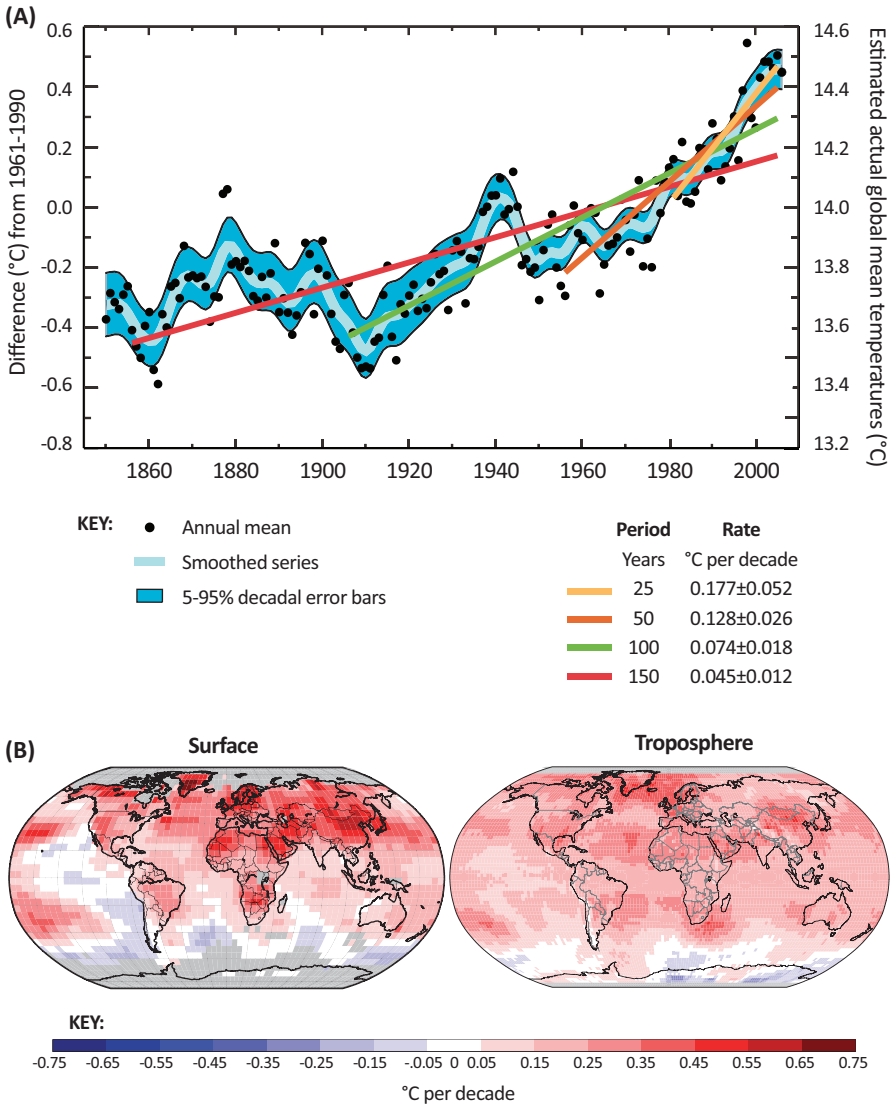 (A)
0.6
0.4
0.2
0.0
-0.2
-0.4
-0.6
-0.8
Difference (°C) from 1961-1990
14.6
14.4
14.2
14.0
13.8
13.6
13.4
13.2
Estimated actual global mean temperatures (°C)
1860 1880 1900 1920 1940 1960 1980 2000
KEY:
Annual mean
Smoothed series
5-95% decadal error bars
Period Rate
Years °C per decade
25 0.177±0.052
50 0.128±0.026
100 0.074±0.018
150 0.045±0.012
(B)
Surface
Troposphere
KEY:
-0.75 -0.65 -0.55 -0.45 -0.35 -0.25 -0.15 -0.05 0 0.05 0.15 0.25 0.35 0.45 0.55 0.65 0.75
°C per decade